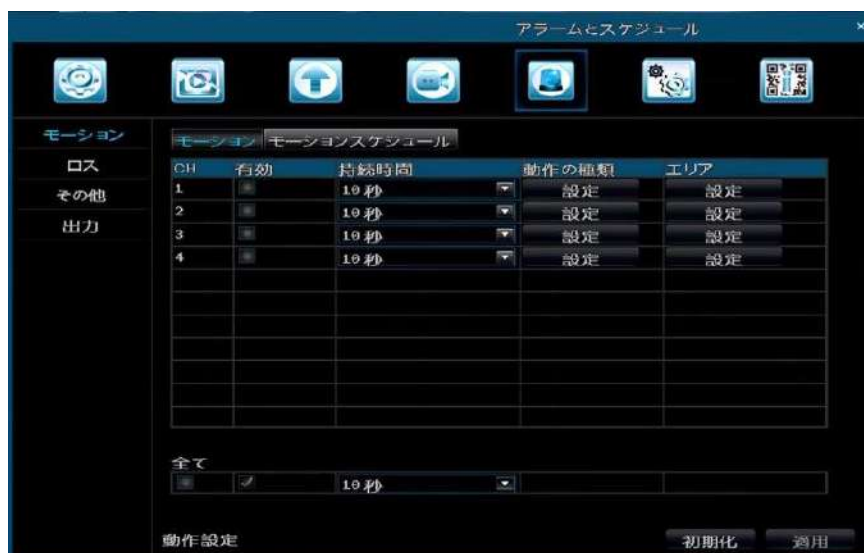 アラームとスケジュール ×
モーション
ロス
その他
出力
モーション モーションスケジュール
CH 有効 持続時間 動作の種類 エリア
1 10 秒 設定 設定
2 10 秒 設定 設定
3 10 秒 設定 設定
4 10 秒 設定 設定
全て
10 秒
動作設定 初期化 適用